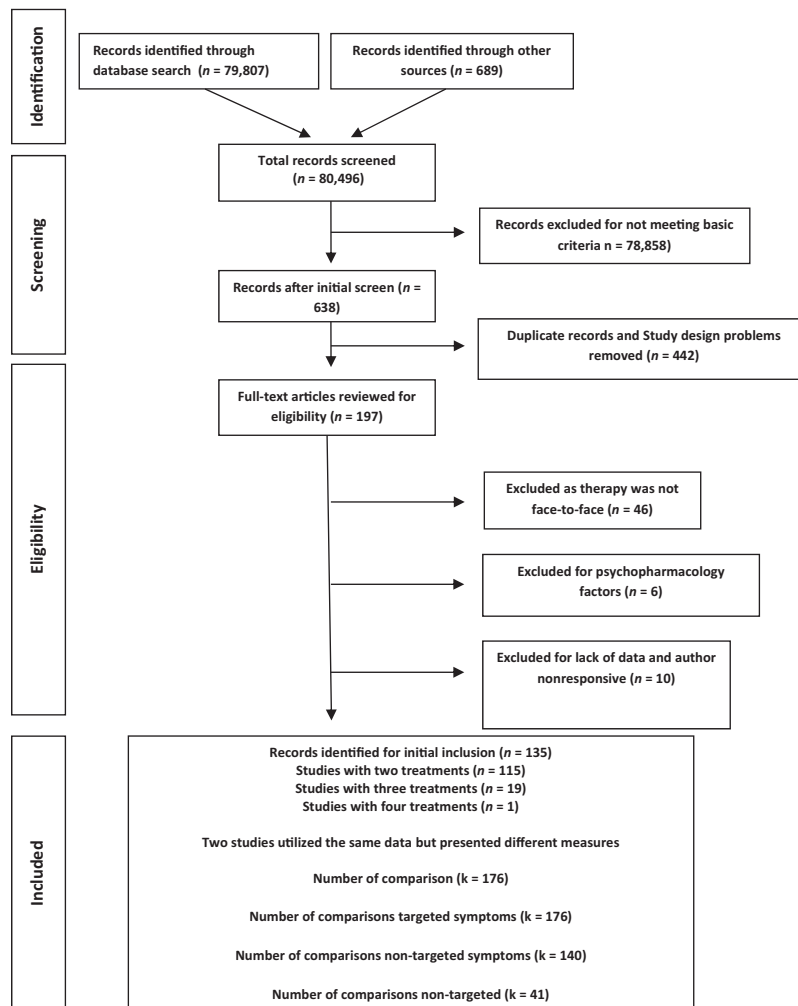 Identification
Records identified through
database search (n = 79,807)
Records identified through other
sources (n = 689)
Screening
Total records screened
(n = 80,496)
Records excluded for not meeting basic
criteria n = 78,858)
Records after initial screen (n =
638)
Duplicate records and Study design problems
removed (n = 442)
Eligibility
Full-text articles reviewed for
eligibility (n = 197)
Excluded as therapy was not
face-to-face (n = 46)
Excluded for psychopharmacology
factors (n = 6)
Excluded for lack of data and author
nonresponsive (n = 10)
Included
Records identified for initial inclusion (n = 135)
Studies with two treatments (n = 115)
Studies with three treatments (n = 19)
Studies with four treatments (n = 1)
Two studies utilized the same data but presented different measures
Number of comparison (k = 176)
Number of comparisons targeted symptoms (k = 176)
Number of comparisons non-targeted symptoms (k = 140)
Number of comparisons non-targeted (k = 41)